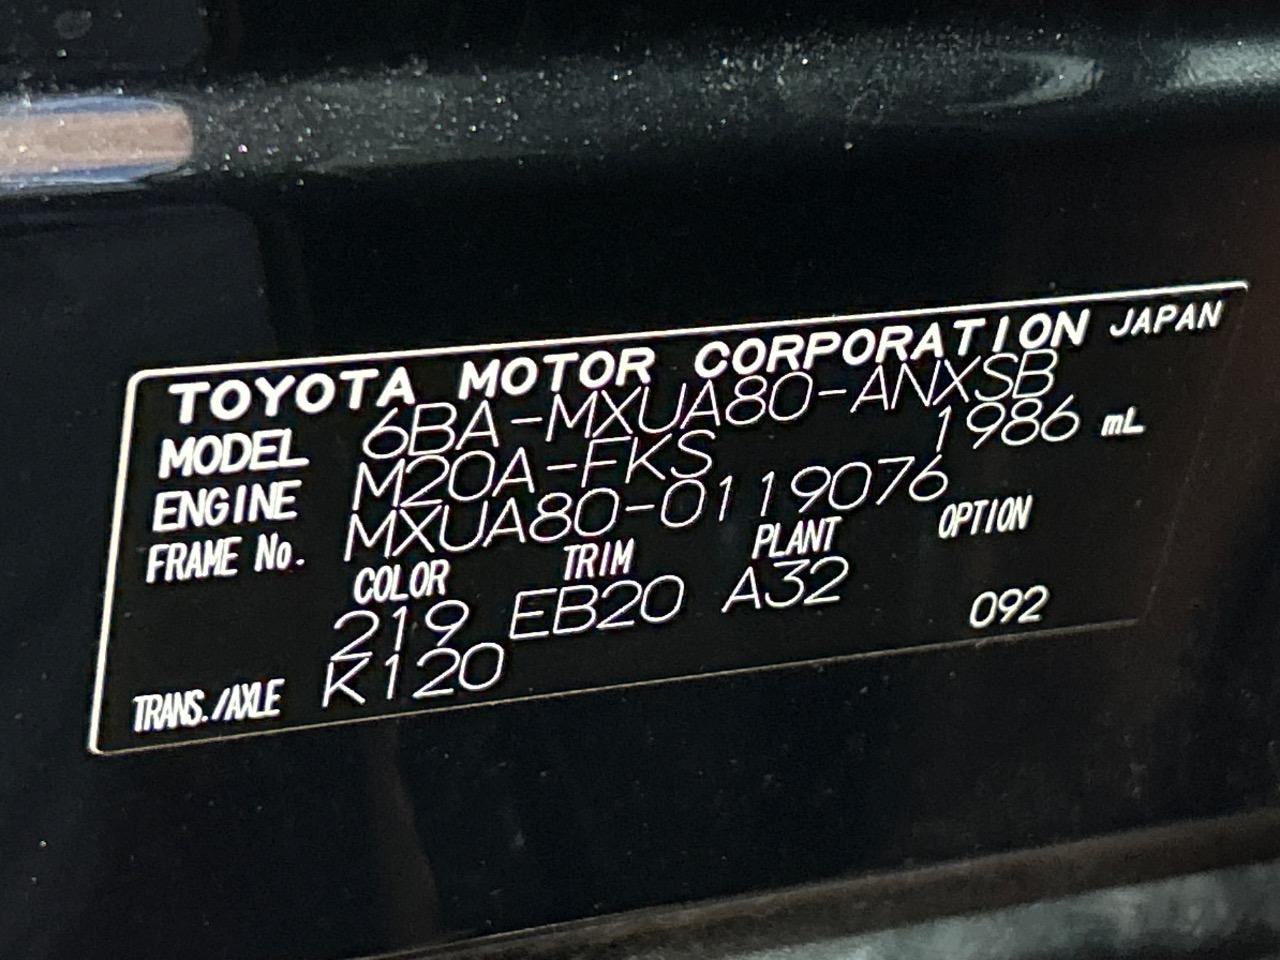 TOYOTA MOTOR CORPORATION JAPAN
MODEL 6BA-MXUA80-ANXSB
ENGINE M20A-FKS 1986 mL
FRAME No. MXUA80-0119076
COLOR TRIM PLANT OPTION
219 EB20 A32 092
TRANS./AXLE K120